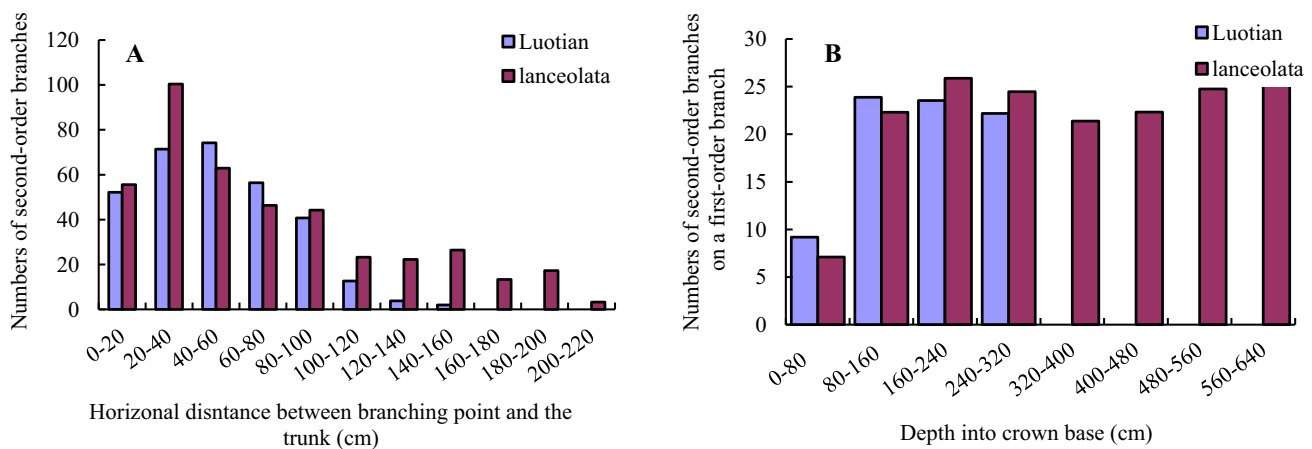 A
Luotian
lanceolata
Numbers of second-order branches
120
100
80
60
40
20
0
0-20
20-40
40-60
60-80
80-100
100-120
120-140
140-160
160-180
180-200
200-220
Horizonal disntance between branching point and the
trunk (cm)
B
Luotian
lanceolata
Numbers of second-order branches
on a first-order branch
30
25
20
15
10
5
0
0-80
80-160
160-240
240-320
320-400
400-480
480-560
560-640
Depth into crown base (cm)